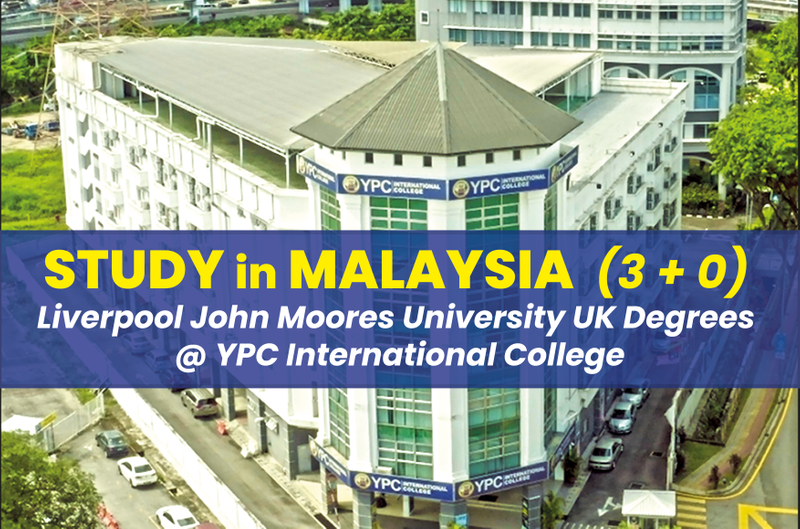 YPC INTERNATIONAL COLLEGE
YPC INTERNATIONAL COLLEGE
STUDY in MALAYSIA (3 + 0)
Liverpool John Moores University UK Degrees
@ YPC International College
YPC INTERNATIONAL COLLEGE
YPC INTERNATIONAL COLLEGE